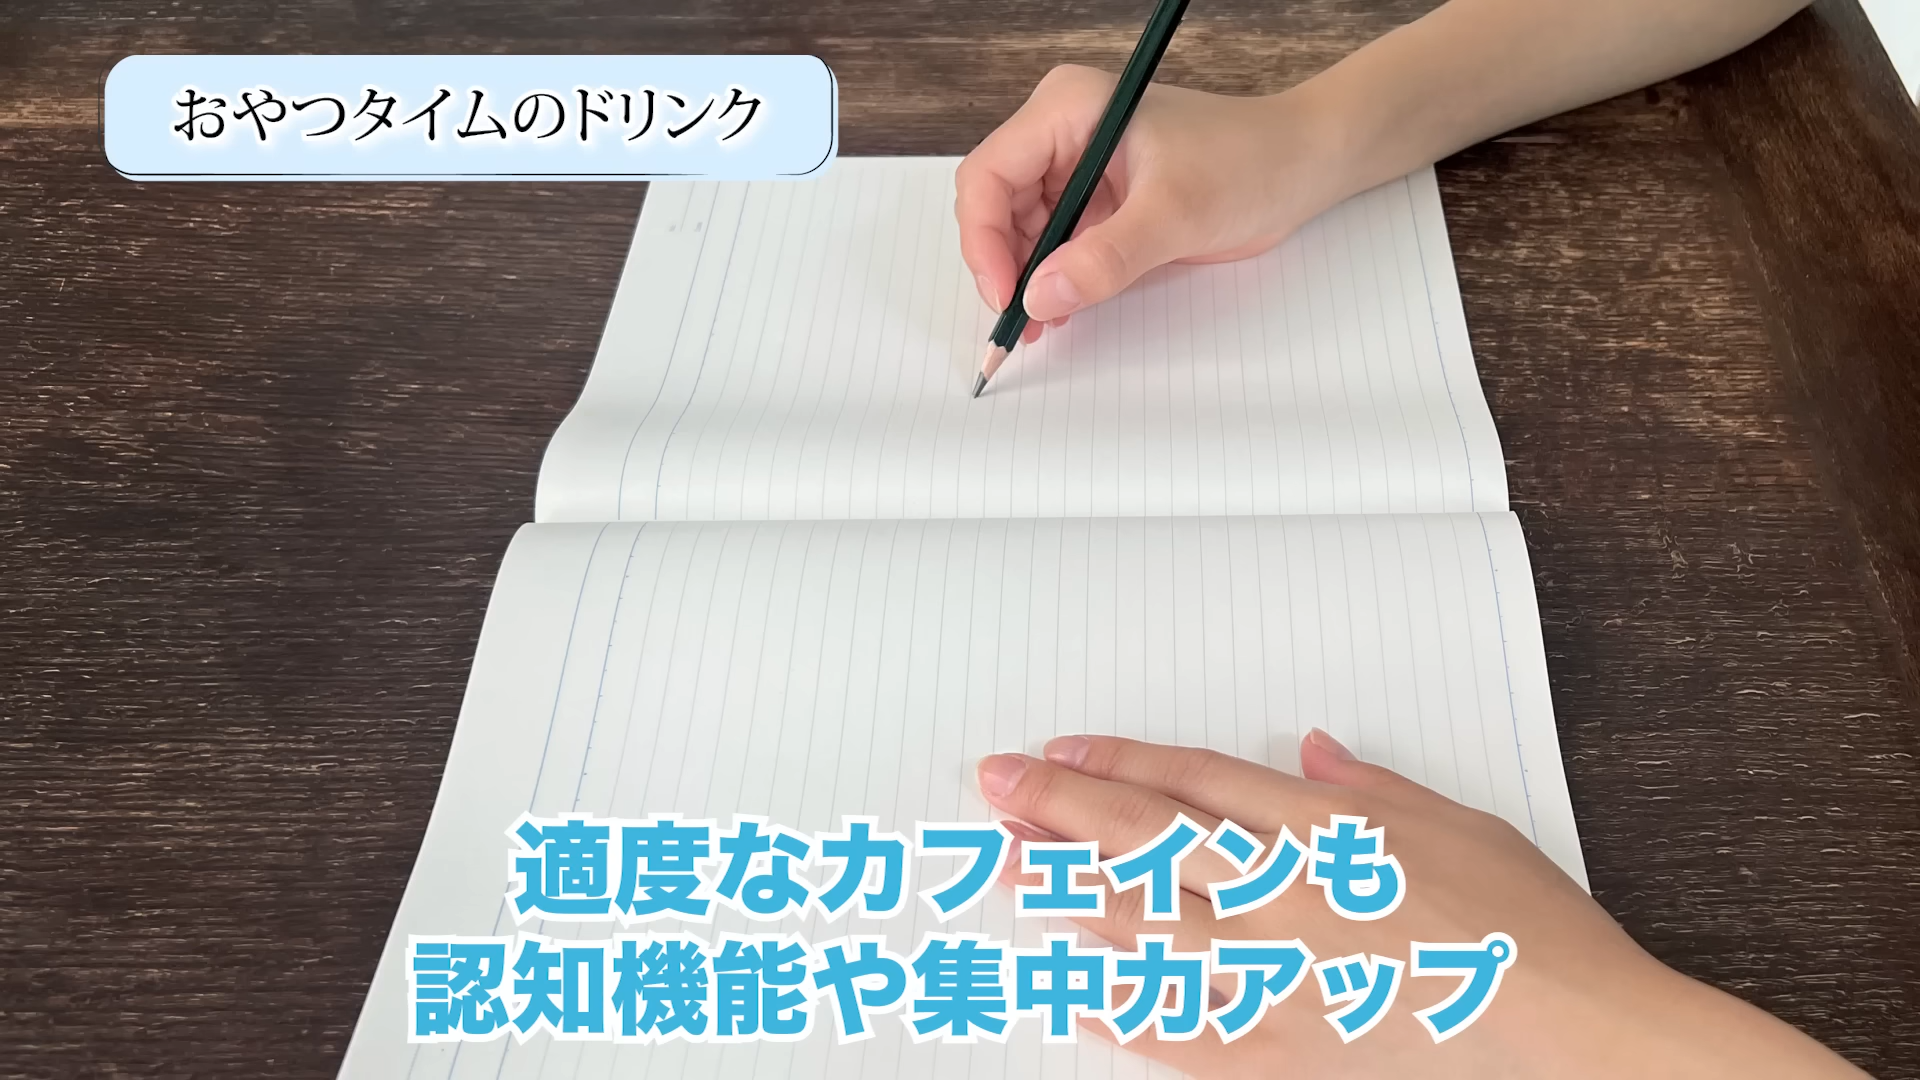 おやつタイムのドリンク
適度なカフェインも
認知機能や集中力アップ